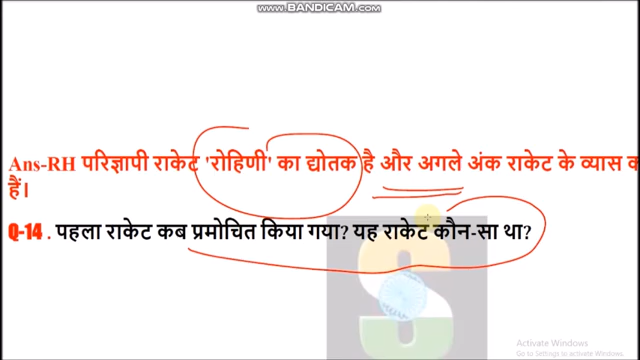 www.BANDICAM.com
Ans-RH परिज्ञापी राकेट 'रोहिणी' का द्योतक है और अगले अंक राकेट के व्यास क
हैं।
Q-14 . पहला राकेट कब प्रमोचित किया गया? यह राकेट कौन-सा था?
Activate Windows
Go to Settings to activate Windows.